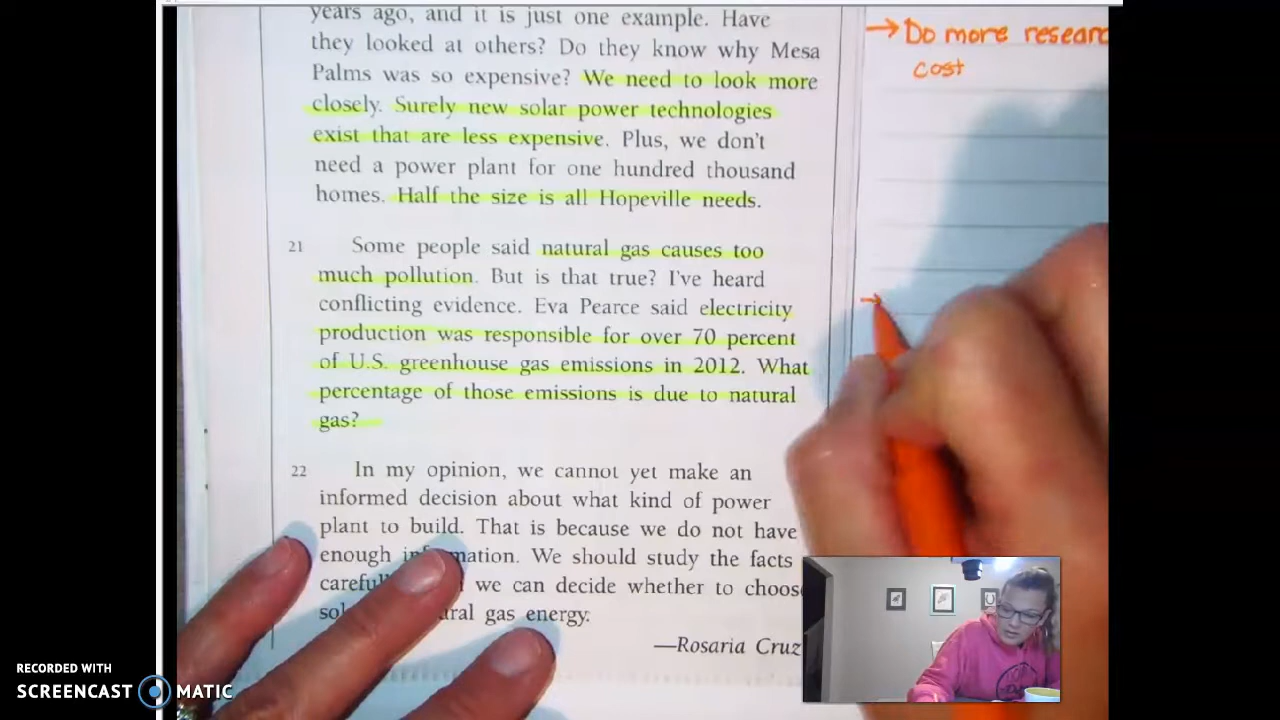 years ago, and it is just one example. Have
they looked at others? Do they know why Mesa
Palms was so expensive? We need to look more
closely. Surely new solar power technologies
exist that are less expensive. Plus, we don't
need a power plant for one hundred thousand
homes. Half the size is all Hopeville needs.
21 Some people said natural gas causes too
much pollution. But is that true? I've heard
conflicting evidence. Eva Pearce said electricity
production was responsible for over 70 percent
of U.S. greenhouse gas emissions in 2012. What
percentage of those emissions is due to natural
gas?
22 In my opinion, we cannot yet make an
informed decision about what kind of power
plant to build. That is because we do not have
enough information. We should study the facts
we can decide whether to choose
gas energy.
—Rosaria Cruz
→ Do more
cost
RECORDED WITH
SCREENCAST MATIC